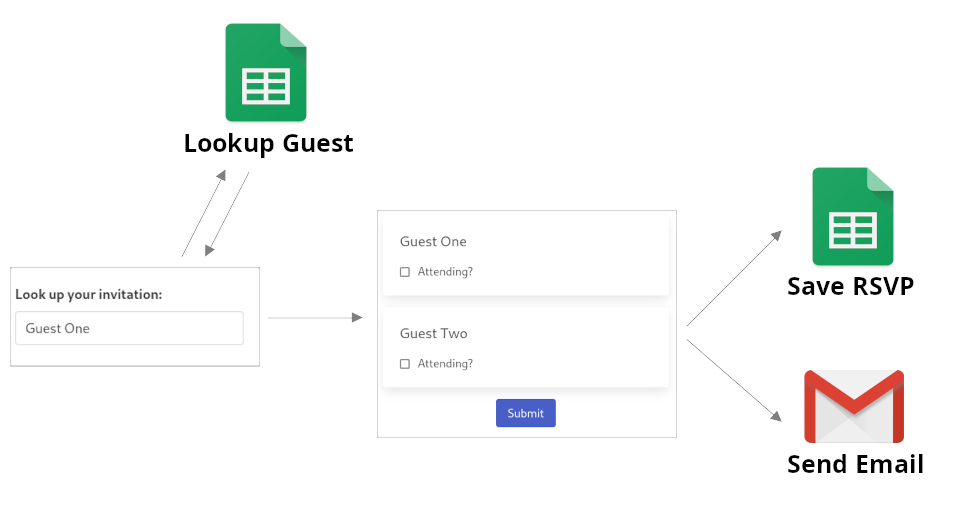 Lookup Guest
Look up your invitation:
Guest One
Guest One
Attending?
Guest Two
Attending?
Submit
Save RSVP
Send Email